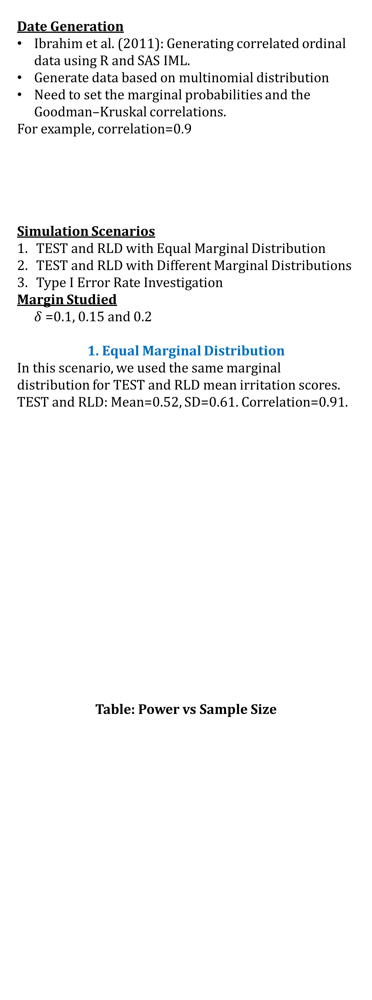 Date Generation
• Ibrahim et al. (2011): Generating correlated ordinal
data using R and SAS IML.
• Generate data based on multinomial distribution
• Need to set the marginal probabilities and the
Goodman–Kruskal correlations.
For example, correlation=0.9
Simulation Scenarios
1. TEST and RLD with Equal Marginal Distribution
2. TEST and RLD with Different Marginal Distributions
3. Type I Error Rate Investigation
Margin Studied
𝛿 =0.1, 0.15 and 0.2
1. Equal Marginal Distribution
In this scenario, we used the same marginal
distribution for TEST and RLD mean irritation scores.
TEST and RLD: Mean=0.52, SD=0.61. Correlation=0.91.
Table: Power vs Sample Size